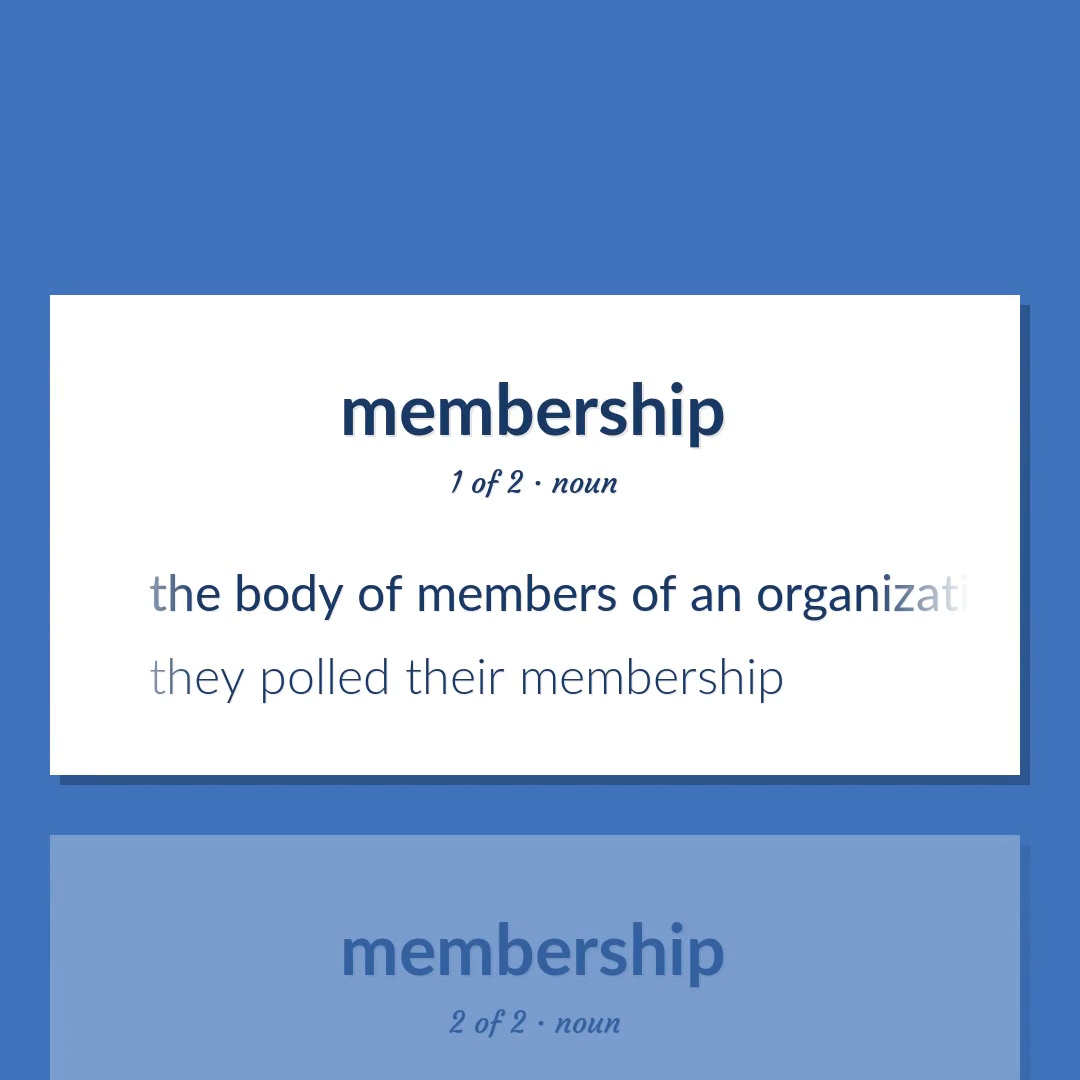 membership
1 of 2 · noun
the body of members of an organizati
they polled their membership
membership
2 of 2 · noun